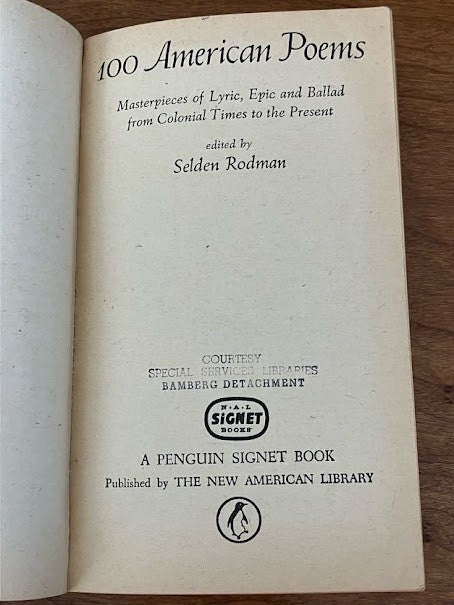 100 American Poems
Masterpieces of Lyric, Epic and Ballad
from Colonial Times to the Present
edited by
Selden Rodman
COURTESY
SPECIAL SERVICES LIBRARIES
BAMBERG DETACHMENT
N·A·L
SIGNET
BOOKS
A PENGUIN SIGNET BOOK
Published by THE NEW AMERICAN LIBRARY